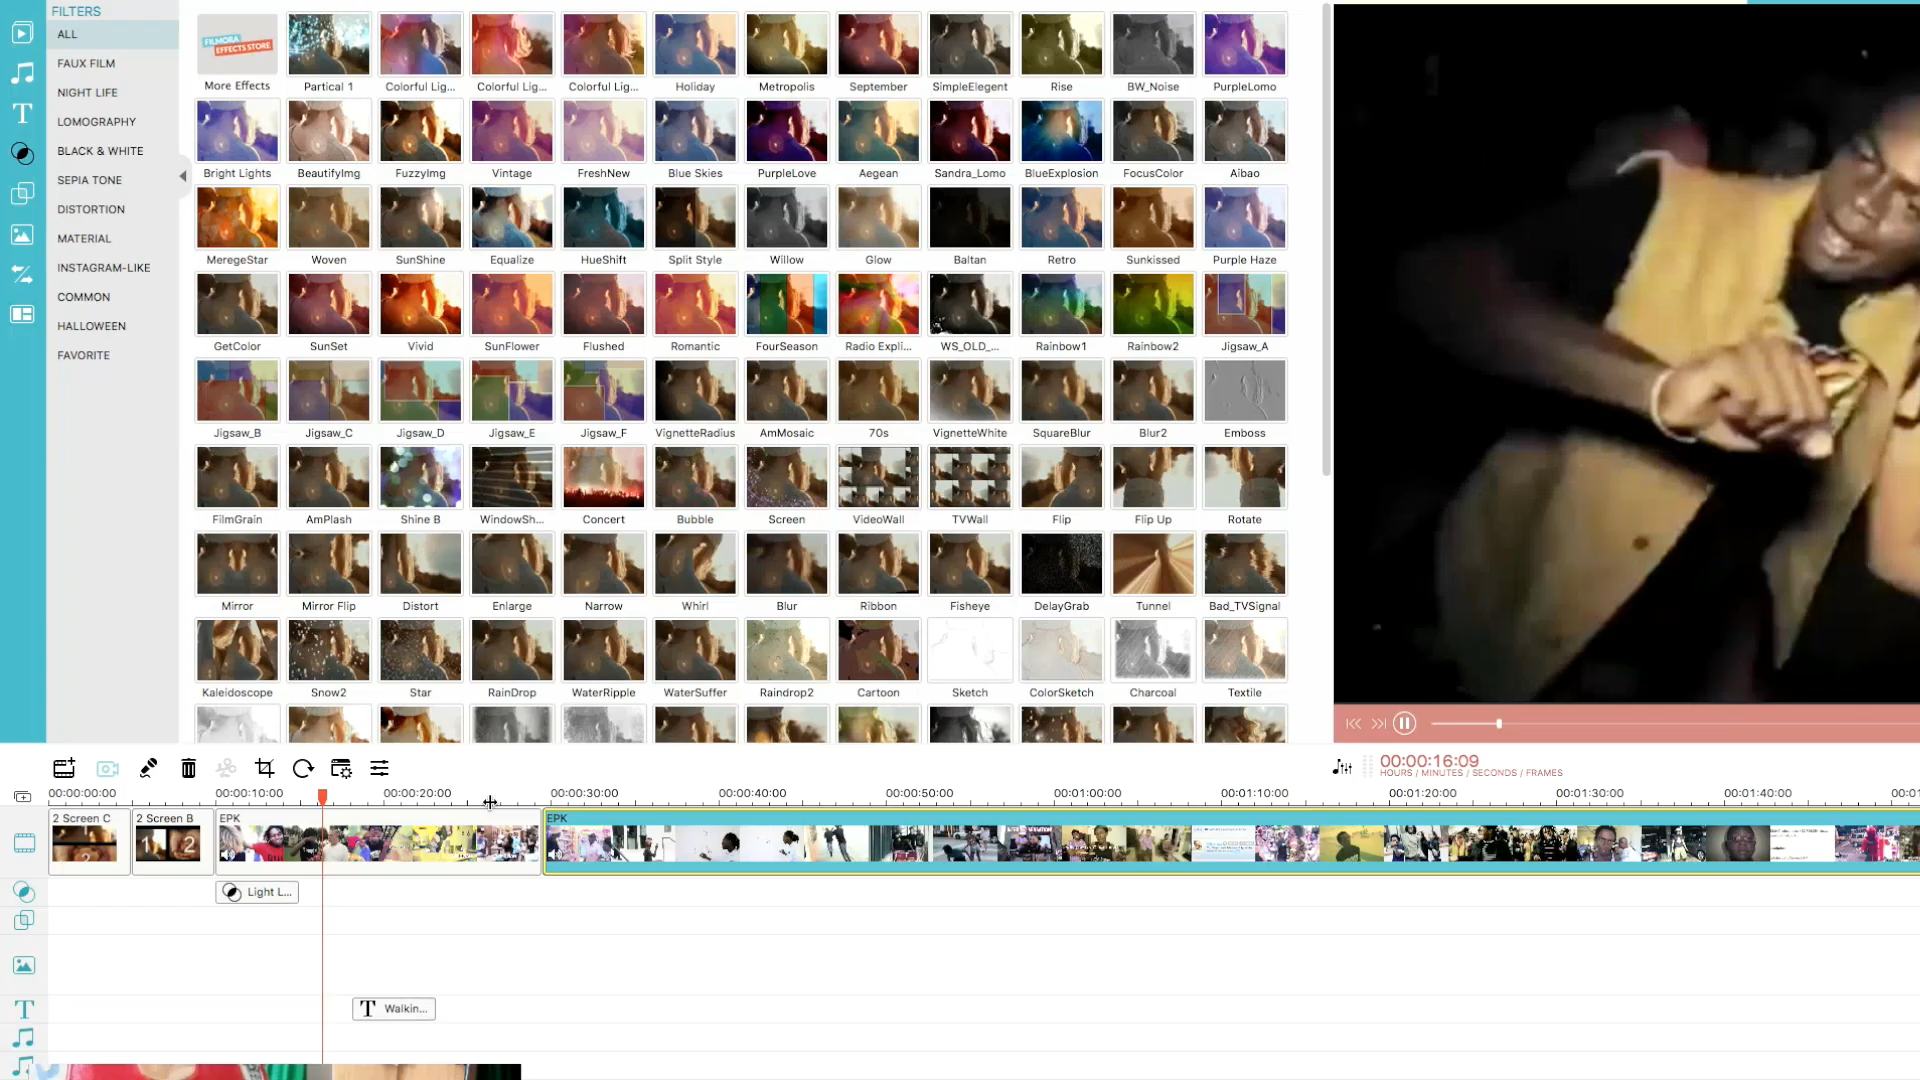 FILTERS
ALL
FAUX FILM
NIGHT LIFE
LOMOGRAPHY
BLACK & WHITE
SEPIA TONE
DISTORTION
MATERIAL
INSTAGRAM-LIKE
COMMON
HALLOWEEN
FAVORITE
FILMORA
EFFECTS STORE
More Effects Partical 1 Colorful Lig... Colorful Lig... Colorful Lig... Holiday Metropolis September SimpleElegent Rise BW_Noise PurpleLomo
Bright Lights BeautifyImg FuzzyImg Vintage FreshNew Blue Skies PurpleLove Aegean Sandra_Lomo BlueExplosion FocusColor Aibao
MeregeStar Woven SunShine Equalize HueShift Split Style Willow Glow Baltan Retro Sunkissed Purple Haze
GetColor SunSet Vivid SunFlower Flushed Romantic FourSeason Radio Expli... WS_OLD_... Rainbow1 Rainbow2 Jigsaw_A
Jigsaw_B Jigsaw_C Jigsaw_D Jigsaw_E Jigsaw_F VignetteRadius AmMosaic 70s VignetteWhite SquareBlur Blur2 Emboss
FilmGrain AmPlash Shine B WindowSh... Concert Bubble Screen VideoWall TVWall Flip Flip Up Rotate
Mirror Mirror Flip Distort Enlarge Narrow Whirl Blur Ribbon Fisheye DelayGrab Tunnel Bad_TVSignal
Kaleidoscope Snow2 Star RainDrop WaterRipple WaterSuffer Raindrop2 Cartoon Sketch ColorSketch Charcoal Textile
00:00:16:09
HOURS / MINUTES / SECONDS / FRAMES
00:00:00:00 00:00:10:00 00:00:20:00 00:00:30:00 00:00:40:00 00:00:50:00 00:01:00:00 00:01:10:00 00:01:20:00 00:01:30:00 00:01:40:00 00:01
2 Screen C 2 Screen B EPK EPK
2 1 2
Light L...
T Walkin...